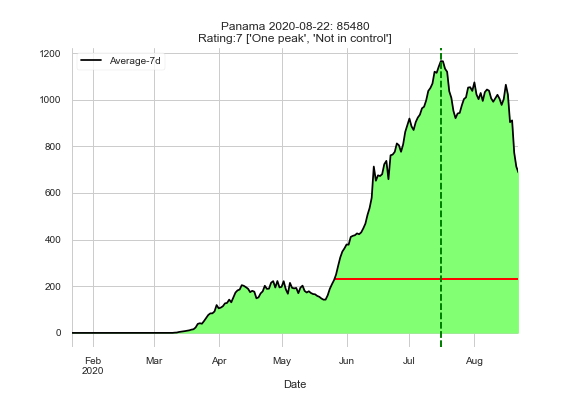 Panama 2020-08-22: 85480
Rating:7 ['One peak', 'Not in control']
Average-7d
1200
1000
800
600
400
200
0
Feb Mar Apr May Jun Jul Aug
2020
Date